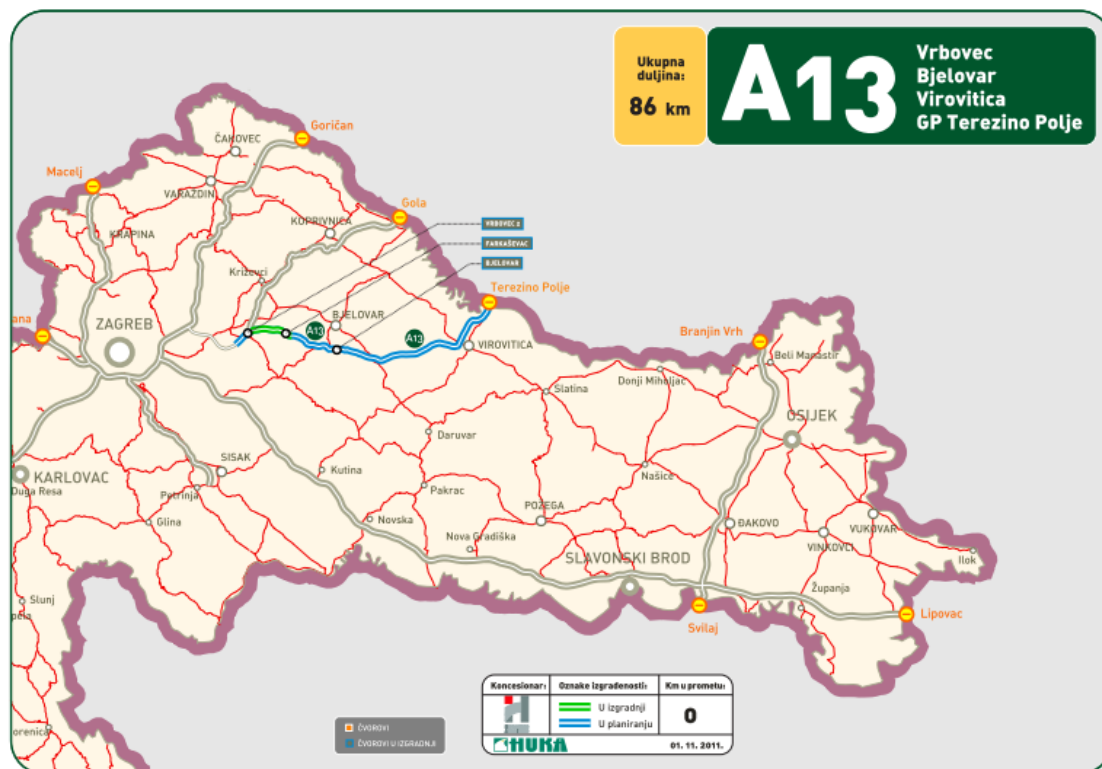 Ukupna
duljina:
86 km
A13
Vrbovec
Bjelovar
Virovitica
GP Terezino Polje
Goričan
ČAKOVEC
Macelj
VARAŽDIN
Gola
KRAPINA
KOPRIVNICA
VRBOVEC 2
FARKAŠEVAC
BJELOVAR
Križevci
Terezino Polje
ana
ZAGREB
BJELOVAR
A13
A13
VIROVITICA
Branjin Vrh
Beli Manastir
Donji Miholjac
Slatina
OSIJEK
Daruvar
SISAK
Kutina
Našice
KARLOVAC
Duga Resa
Petrinja
Pakrac
POŽEGA
Glina
Novska
ĐAKOVO
VUKOVAR
VINKOVCI
Nova Gradiška
SLAVONSKI BROD
Ilok
Županja
Slunj
Svilaj
Lipovac
orenica
Koncesionar:
Oznake izgrađenosti:
Km u prometu:
U izgradnji
U planiranju
0
HUKA
01. 11. 2011.
ČVOROVI
ČVOROVI U IZGRADNJI